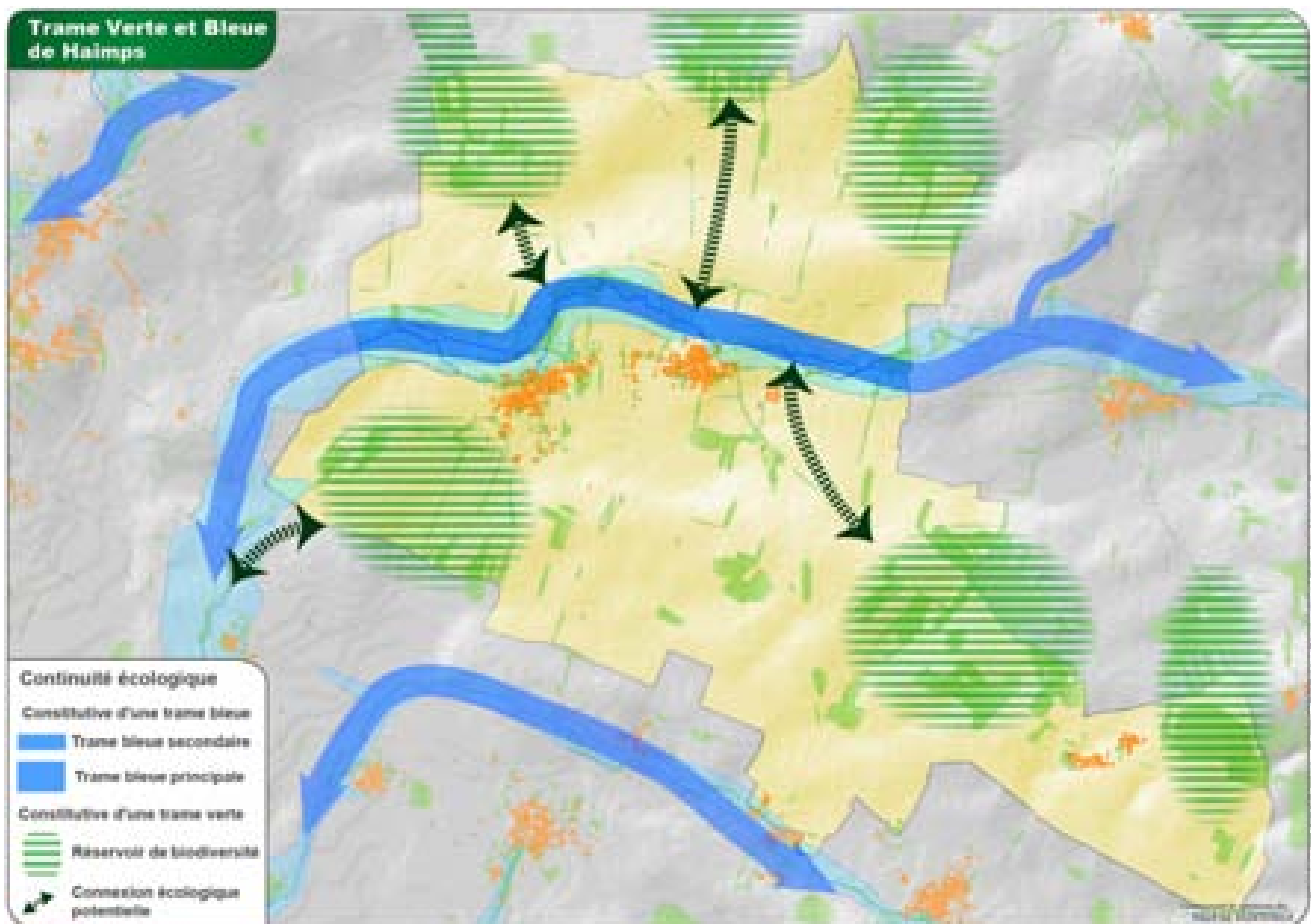 Trame Verte et Bleue
de Haimps
Continuité écologique
Constitutive d'une trame bleue
Trame bleue secondaire
Trame bleue principale
Constitutive d'une trame verte
Réservoir de biodiversité
Connexion écologique
potentielle